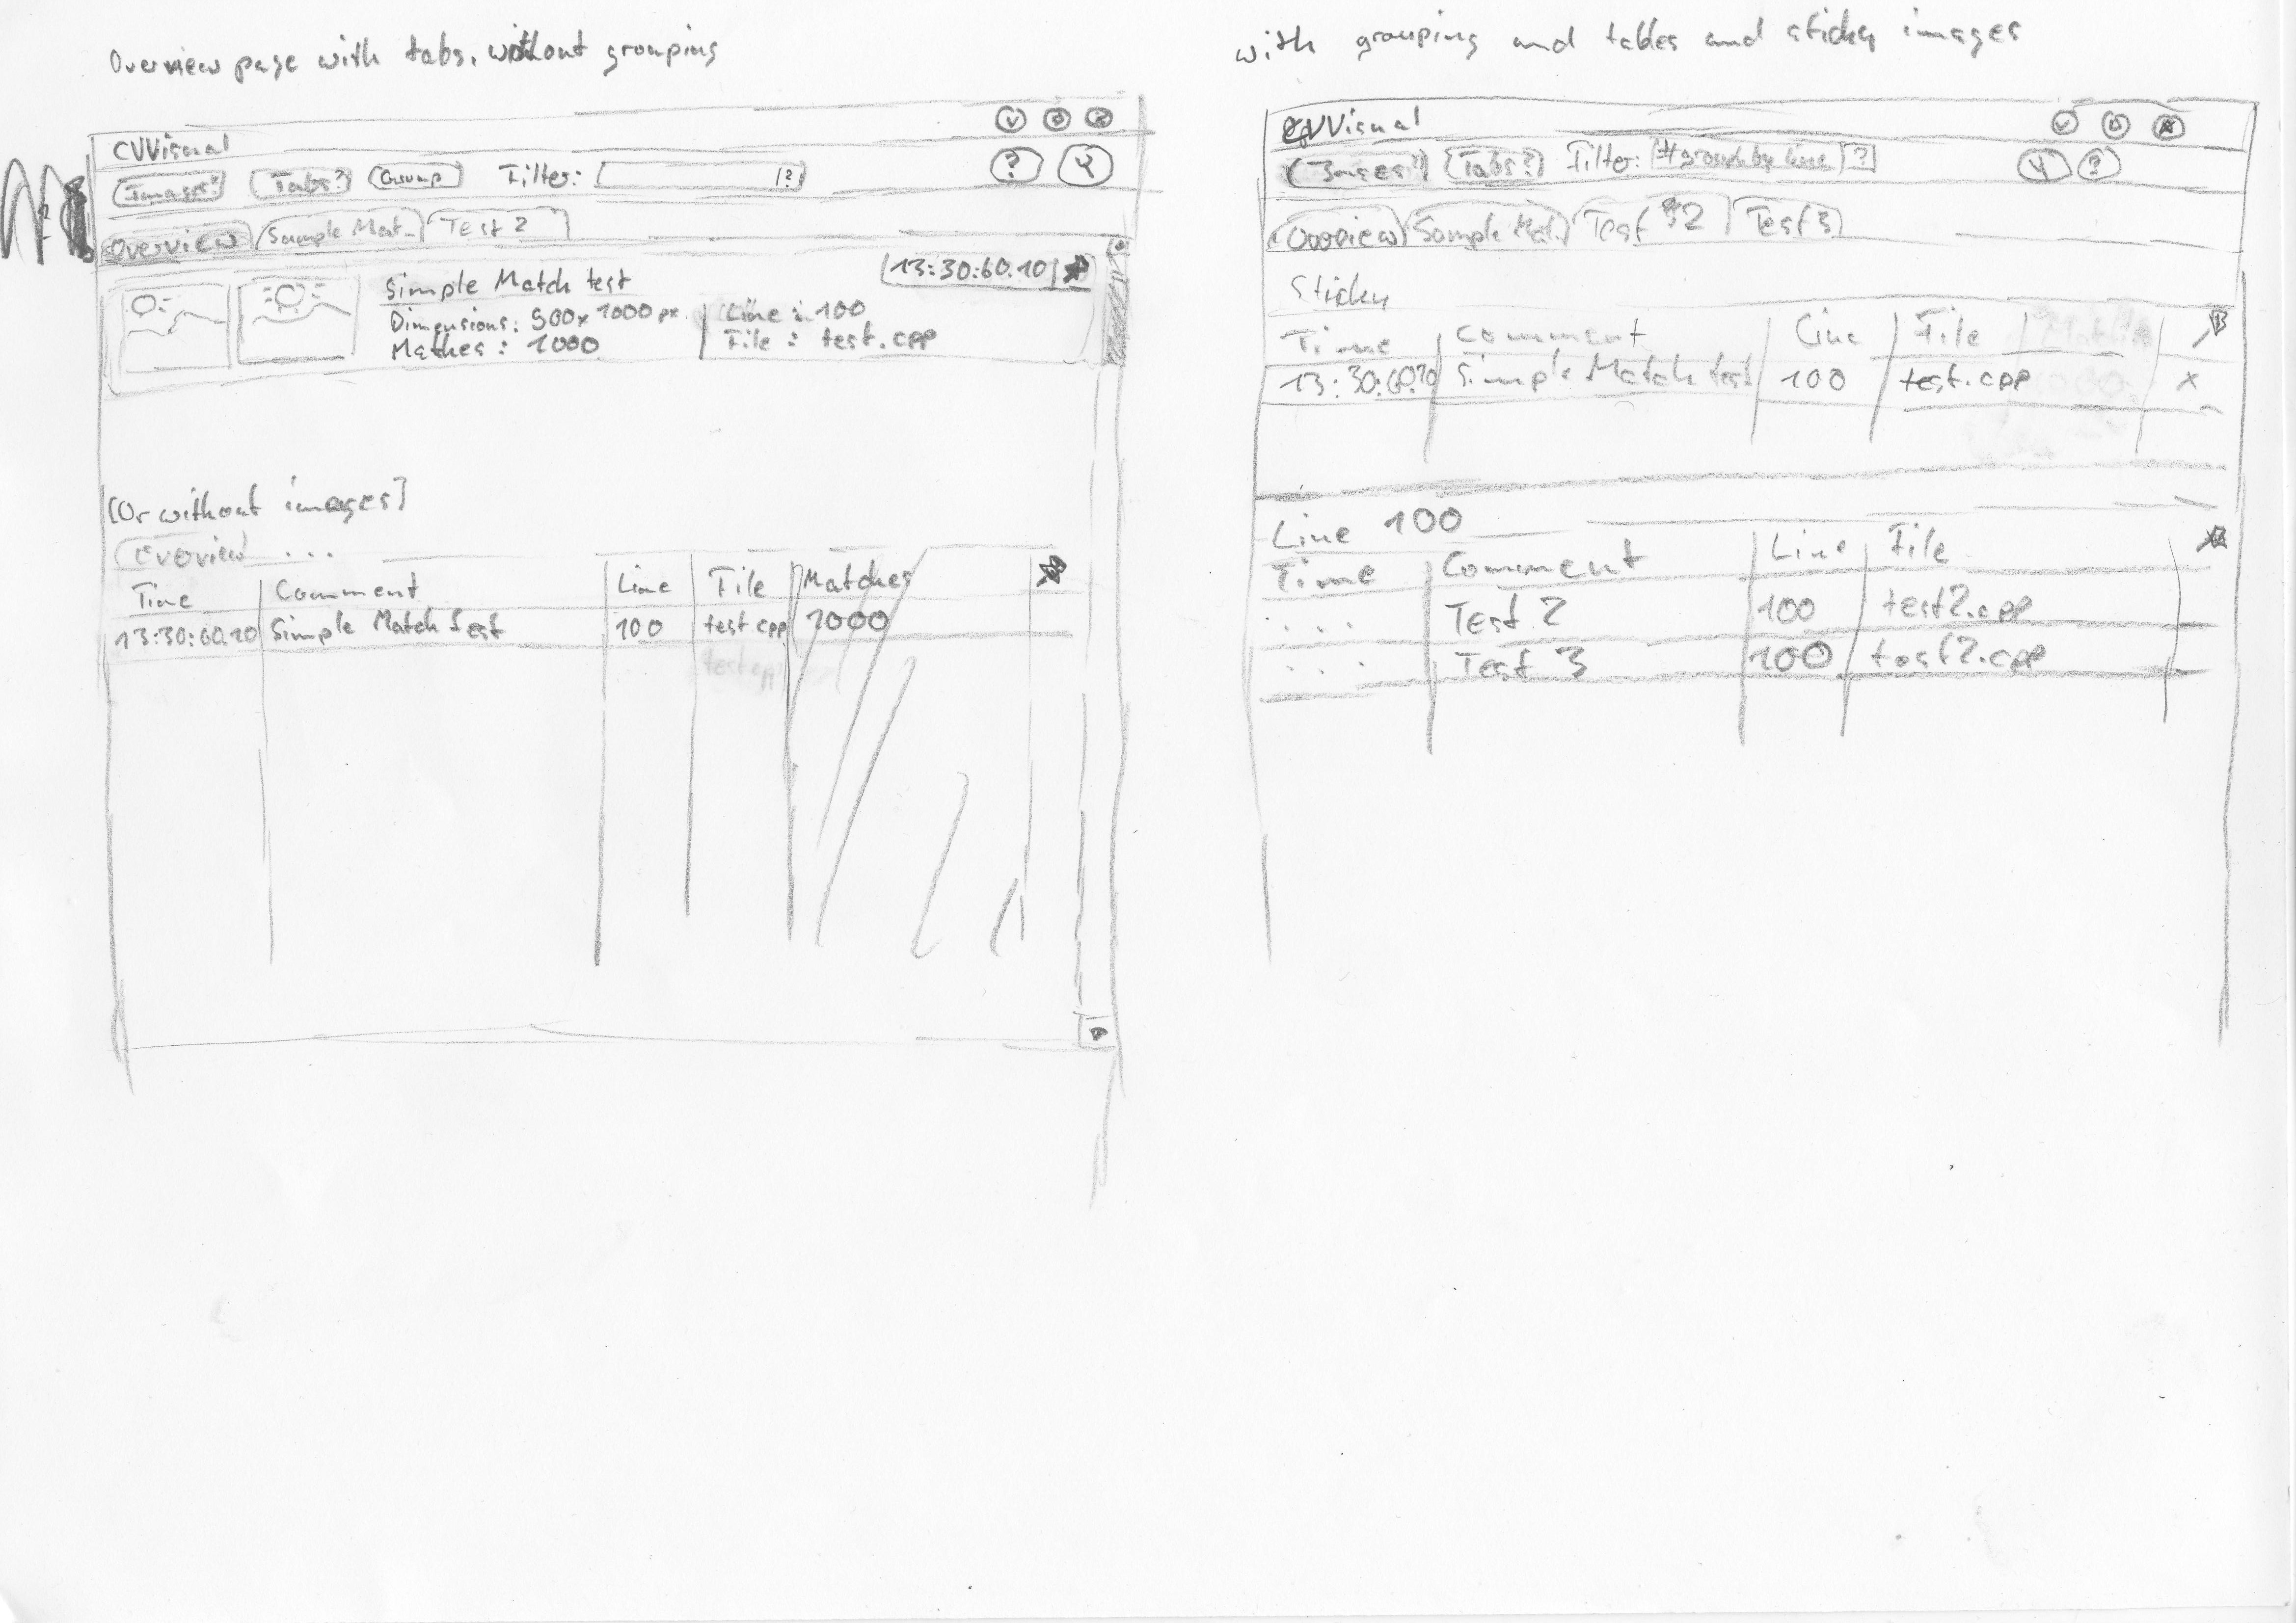 Overview page with tabs, without grouping
CVVisual
Images? Tabs? Group Filter: ?
? Y
Overview Sample Mat... Test 2
13:30:60.10
Simple Match test
Dimensions: 500x1000 px Line: 100
Mathes: 1000 File: test.cpp
[Or without images]
Overview ...
Time Comment Line File Matches
13:30:60.10 Simple Match test 100 test.cpp 1000
test.cpp
with grouping and tables and sticky images
CVVisual
Images? Tabs? Filter: #group by line ?
Y ?
Overview Sample Mat. Test 2 Test 3
Sticky
Time Comment Line File
13:30:60.10 Simple Match test 100 test.cpp x
Line 100
Time Comment Line File
... Test 2 100 test2.cpp
... Test 3 100 test2.cpp